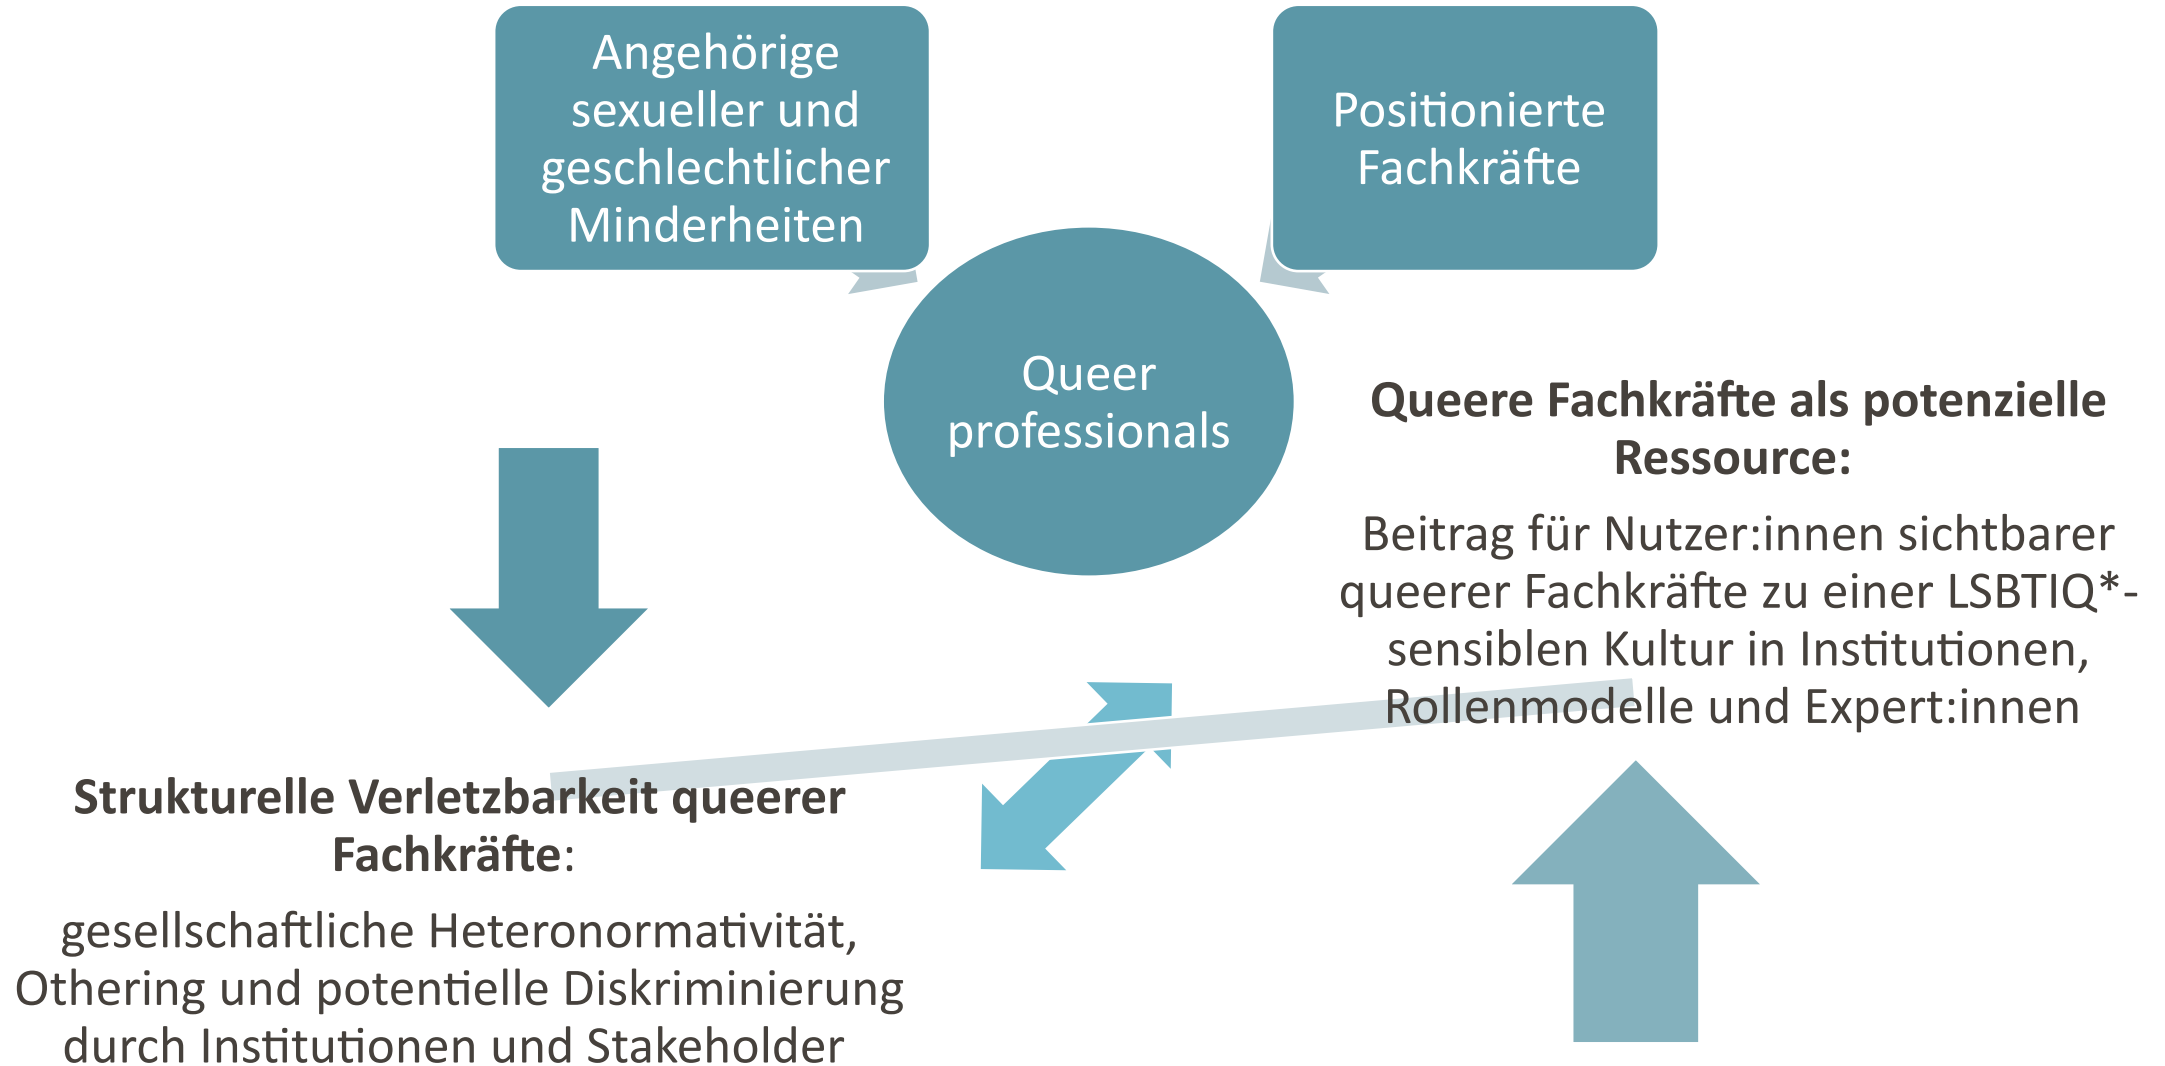 Angehörige
sexueller und
geschlechtlicher
Minderheiten
Positionierte
Fachkräfte
Queer
professionals
Queere Fachkräfte als potenzielle
Ressource:
Beitrag für Nutzer:innen sichtbarer
queerer Fachkräfte zu einer LSBTIQ*-
sensiblen Kultur in Institutionen,
Rollenmodelle und Expert:innen
Strukturelle Verletzbarkeit queerer
Fachkräfte:
gesellschaftliche Heteronormativität,
Othering und potentielle Diskriminierung
durch Institutionen und Stakeholder